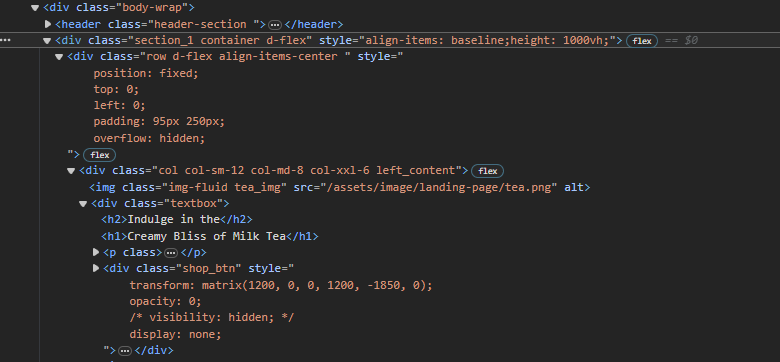 <div class="body-wrap">
<header class="header-section ">…</header>
<div class="section_1 container d-flex" style="align-items: baseline;height: 1000vh;"> flex == $0
<div class="row d-flex align-items-center " style="
position: fixed;
top: 0;
left: 0;
padding: 95px 250px;
overflow: hidden;
"> flex
<div class="col col-sm-12 col-md-8 col-xxl-6 left_content"> flex
<img class="img-fluid tea_img" src="/assets/image/landing-page/tea.png" alt>
<div class="textbox">
<h2>Indulge in the</h2>
<h1>Creamy Bliss of Milk Tea</h1>
<p class>…</p>
<div class="shop_btn" style="
transform: matrix(1200, 0, 0, 1200, -1850, 0);
opacity: 0;
/* visibility: hidden; */
display: none;
">…</div>